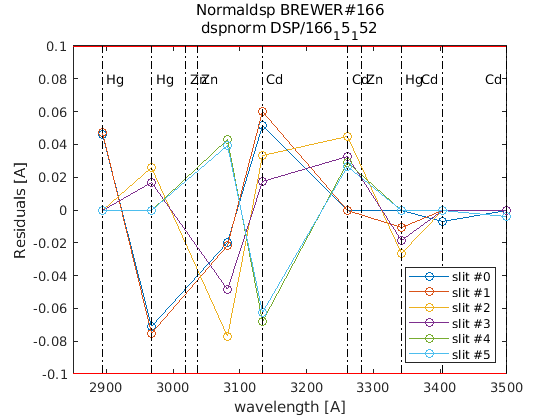 Normaldsp BREWER#166
dspnorm DSP/166₁5₁52
0.1
0.08
0.06
0.04
0.02
0
-0.02
-0.04
-0.06
-0.08
-0.1
Residuals [A]
Hg Hg Zn Zn Cd Cd Zn Hg Cd Cd
slit #0
slit #1
slit #2
slit #3
slit #4
slit #5
2900 3000 3100 3200 3300 3400 3500
wavelength [A]